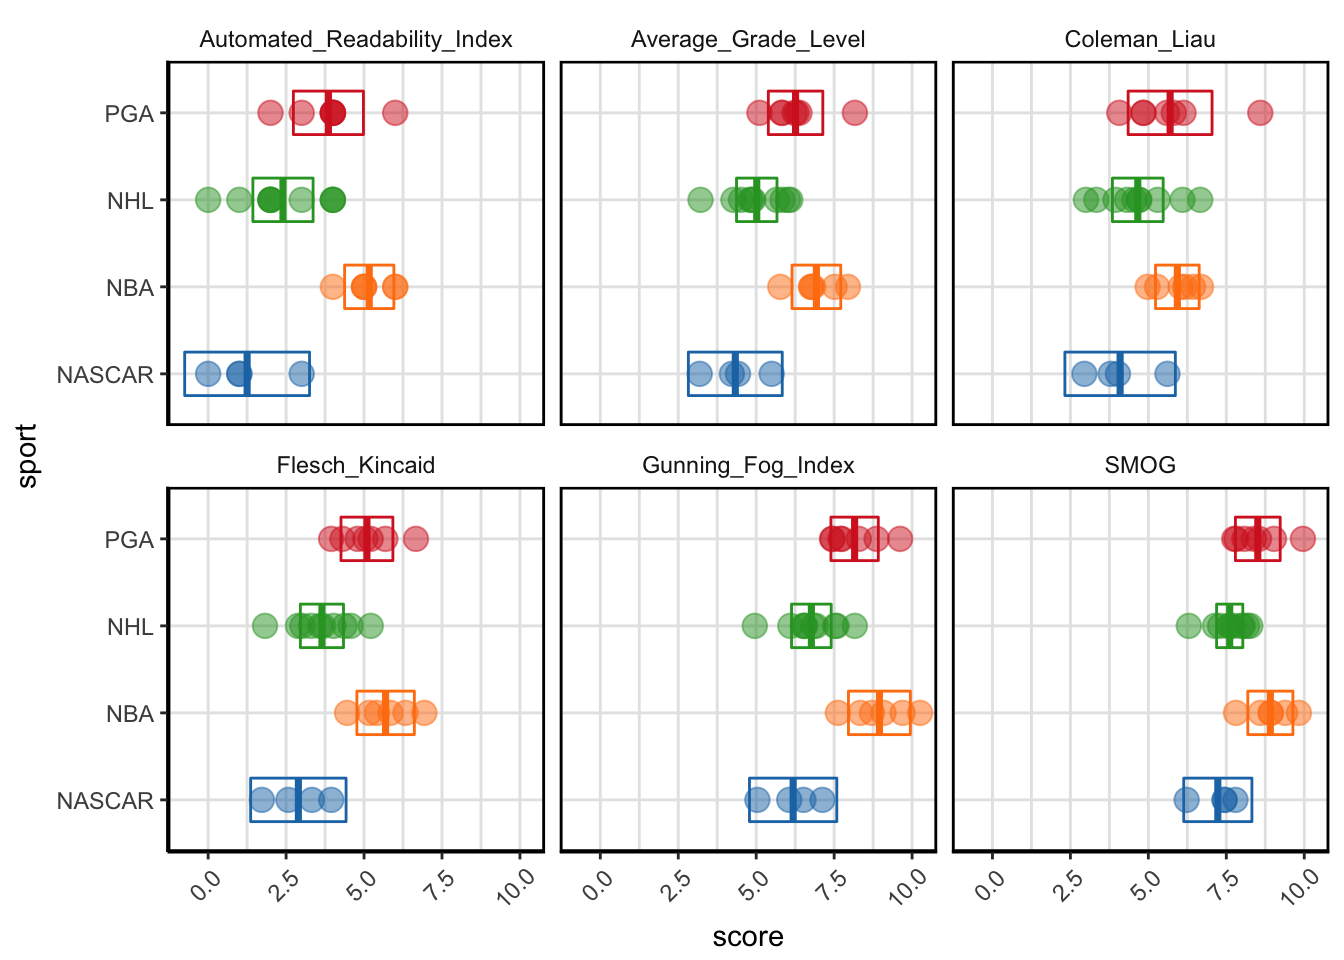 Automated_Readability_Index Average_Grade_Level Coleman_Liau
PGA
NHL
NBA
NASCAR
sport
Flesch_Kincaid Gunning_Fog_Index SMOG
PGA
NHL
NBA
NASCAR
0.0 2.5 5.0 7.5 10.0 0.0 2.5 5.0 7.5 10.0 0.0 2.5 5.0 7.5 10.0
score